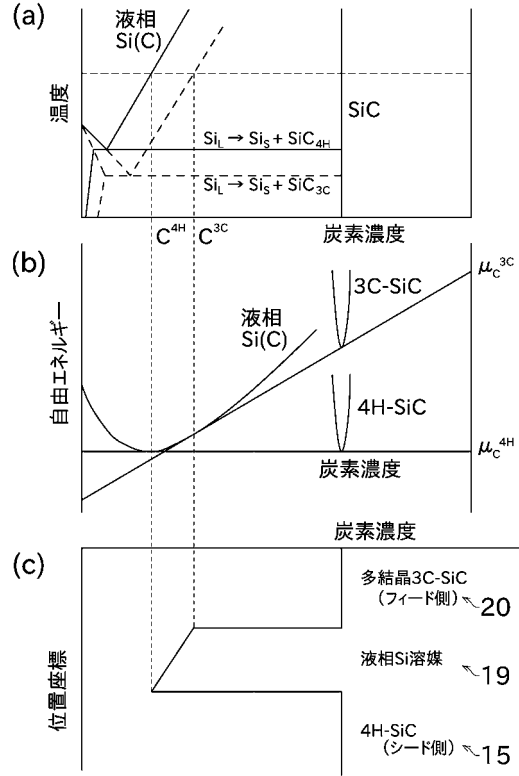 (a)
液相
Si(C)
温度
SiC
Si_L → Si_S + SiC_4H
Si_L → Si_S + SiC_3C
C^4H
C^3C
炭素濃度
(b)
μ_C^3C
3C-SiC
液相
Si(C)
自由エネルギー
4H-SiC
μ_C^4H
炭素濃度
炭素濃度
(c)
多結晶3C-SiC
(フィード側)
20
位置座標
液相Si溶媒
19
4H-SiC
(シード側)
15